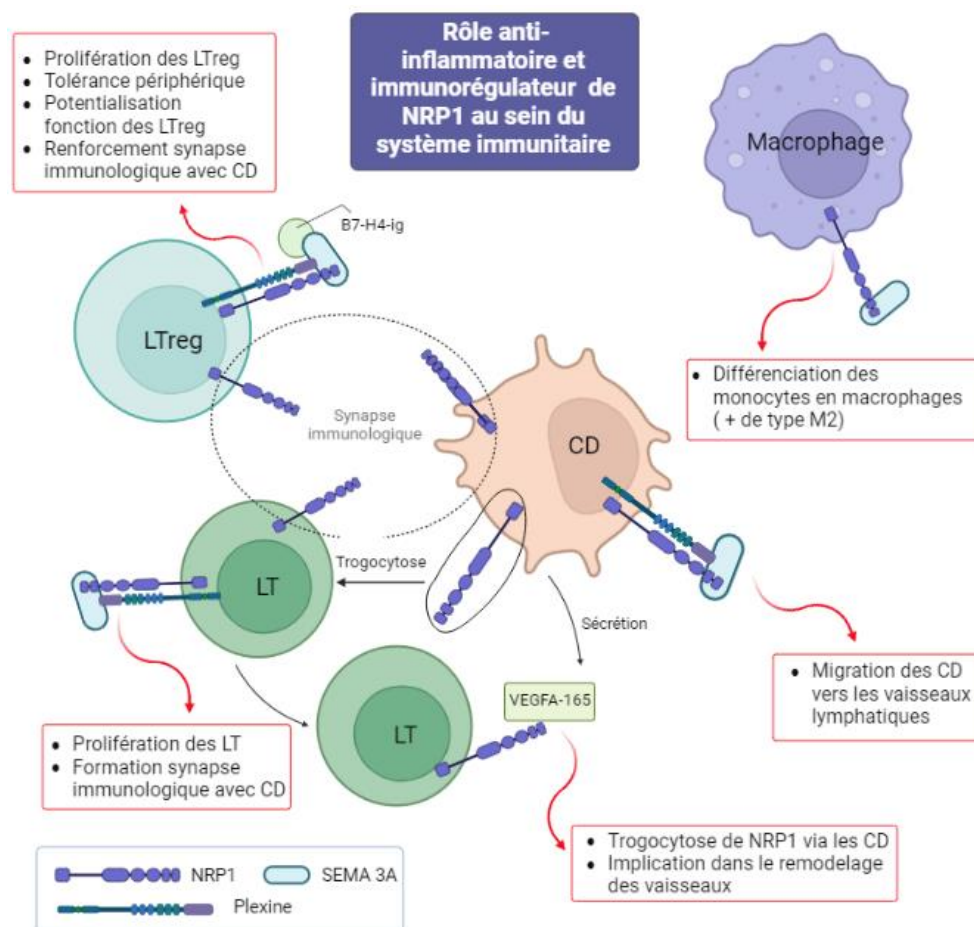 Rôle anti-
inflammatoire et
immunorégulateur de
NRP1 au sein du
système immunitaire
• Prolifération des LTreg
• Tolérance périphérique
• Potentialisation
fonction des LTreg
• Renforcement synapse
immunologique avec CD
Macrophage
B7-H4-ig
LTreg
Synapse
immunologique
CD
• Différenciation des
monocytes en macrophages
( + de type M2)
Trogocytose
LT
Sécrétion
VEGFA-165
LT
• Migration des CD
vers les vaisseaux
lymphatiques
• Prolifération des LT
• Formation synapse
immunologique avec CD
• Trogocytose de NRP1 via les CD
• Implication dans le remodelage
des vaisseaux
NRP1
SEMA 3A
Plexine